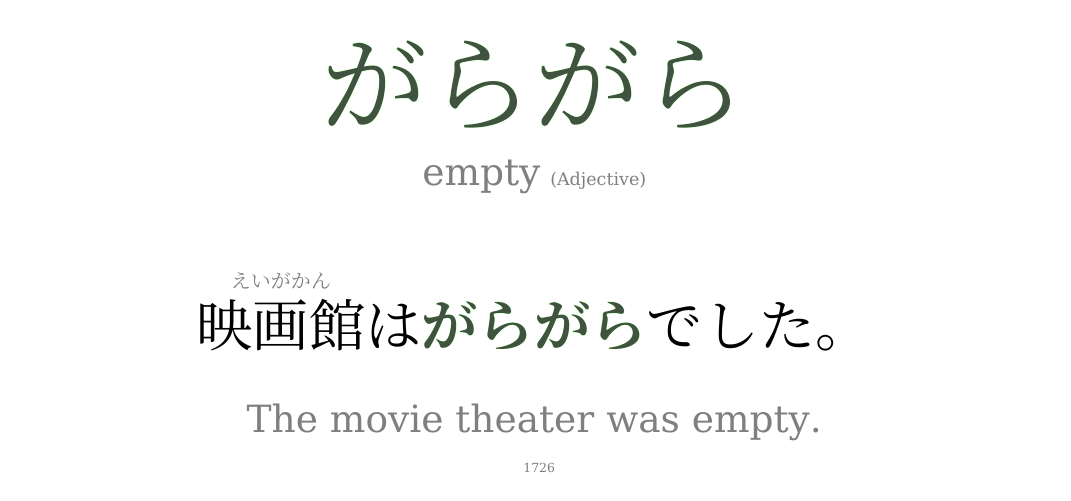 がらがら
empty (Adjective)
えいがかん
映画館はがらがらでした。
The movie theater was empty.
1726